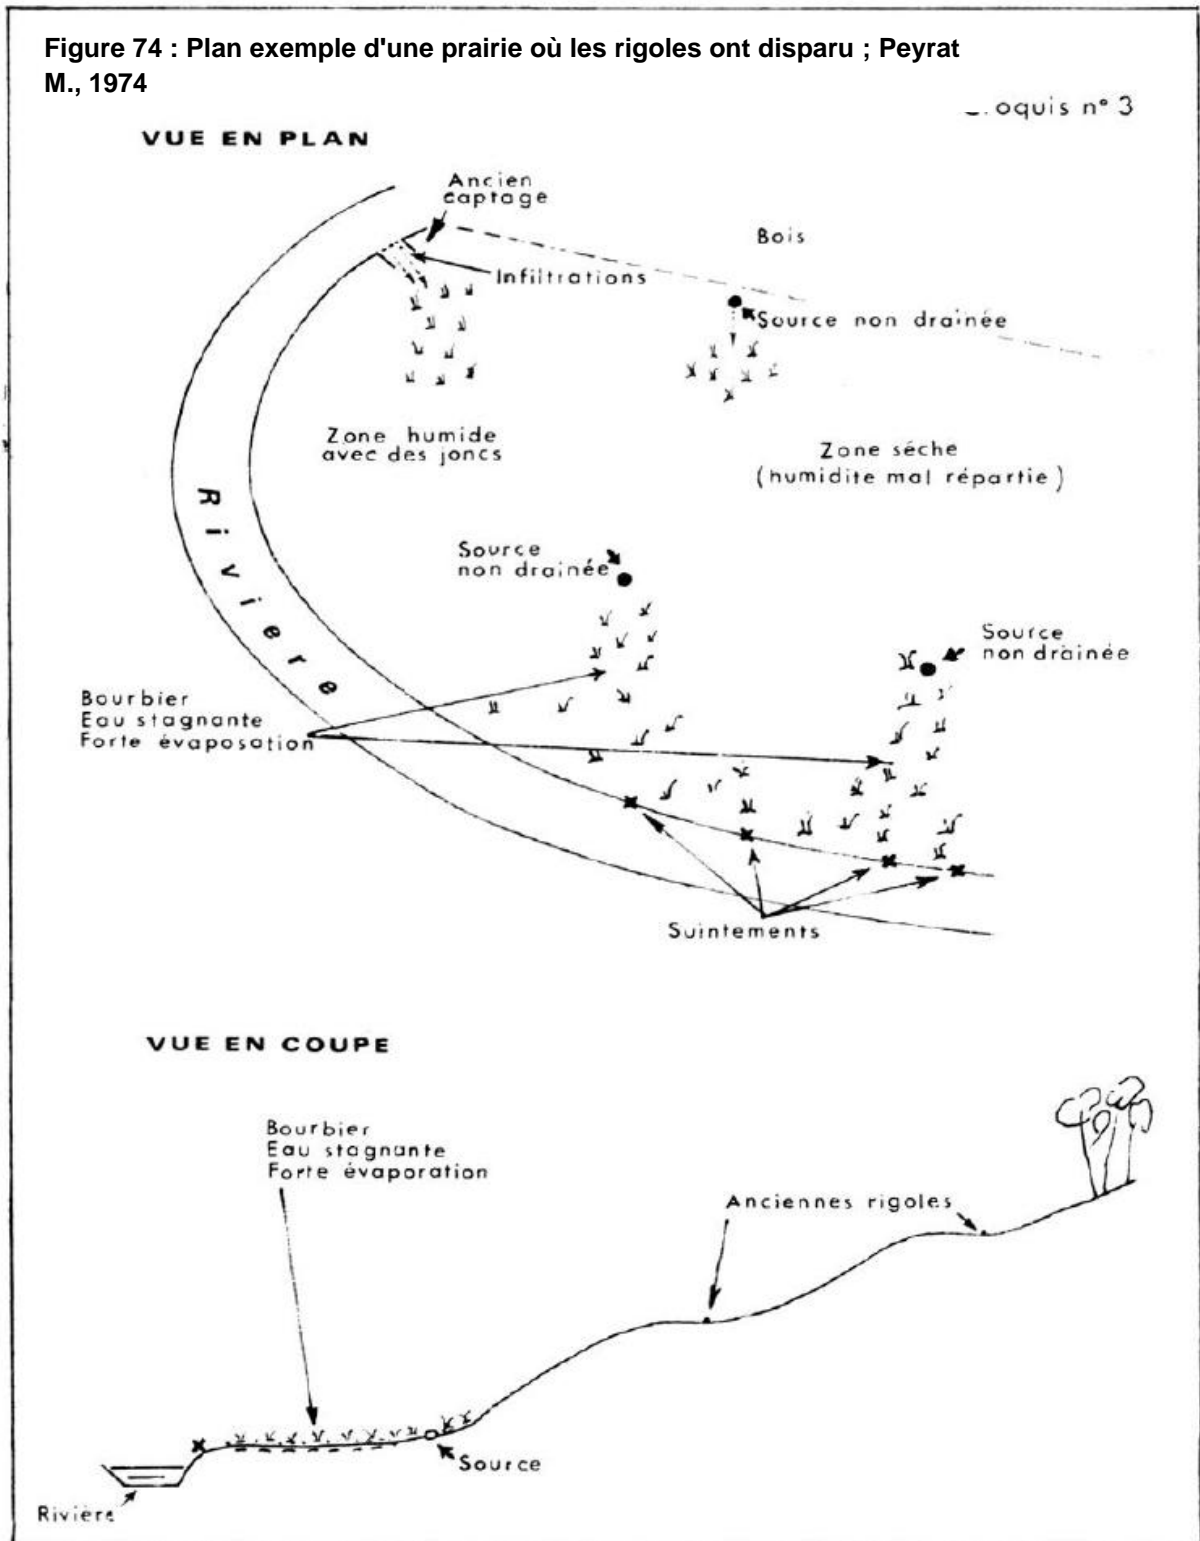 Figure 74 : Plan exemple d'une prairie où les rigoles ont disparu ; Peyrat
M., 1974
oquis n° 3
VUE EN PLAN
Ancien
captage
Bois
Infiltrations
Source non drainée
Zone humide
avec des joncs
Zone séche
(humidite mal répartie)
Riviere
Source
non drainée
Source
non drainée
Bourbier
Eau stagnante
Forte évaposation
Suintements
VUE EN COUPE
Bourbier
Eau stagnante
Forte évaporation
Anciennes rigoles
Source
Rivière